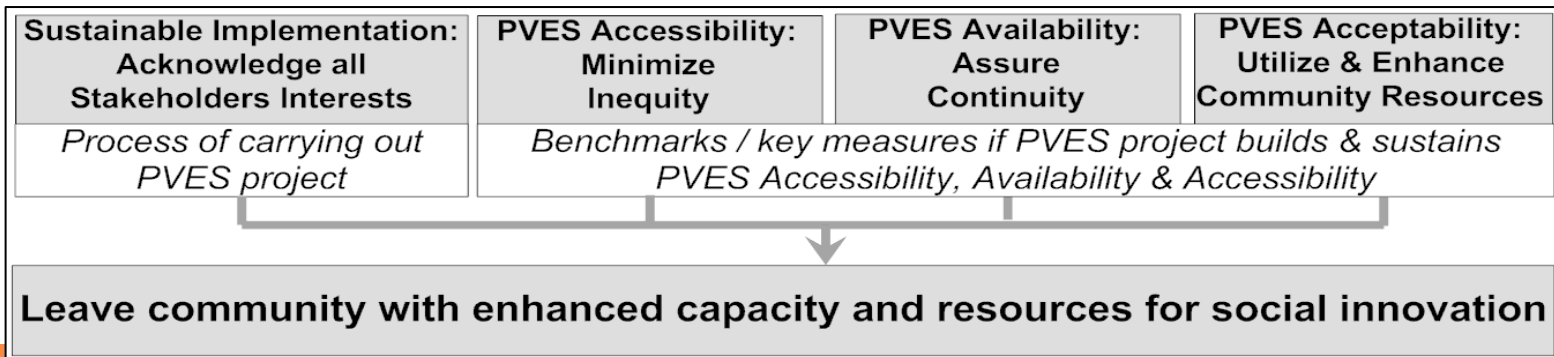 Sustainable Implementation:
Acknowledge all
Stakeholders Interests
PVES Accessibility:
Minimize
Inequity
PVES Availability:
Assure
Continuity
PVES Acceptability:
Utilize & Enhance
Community Resources
Process of carrying out
PVES project
Benchmarks / key measures if PVES project builds & sustains
PVES Accessibility, Availability & Accessibility
Leave community with enhanced capacity and resources for social innovation